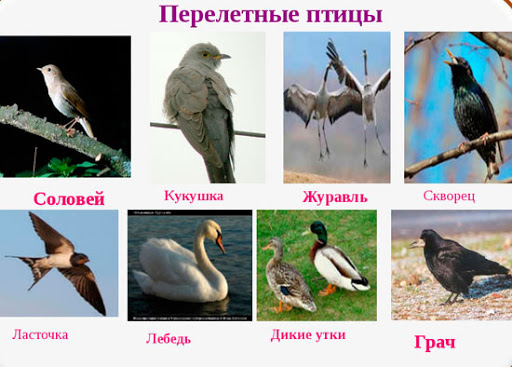 Перелетные птицы
Соловей
Кукушка
Журавль
Скворец
Ласточка
Лебедь
Дикие утки
Грач